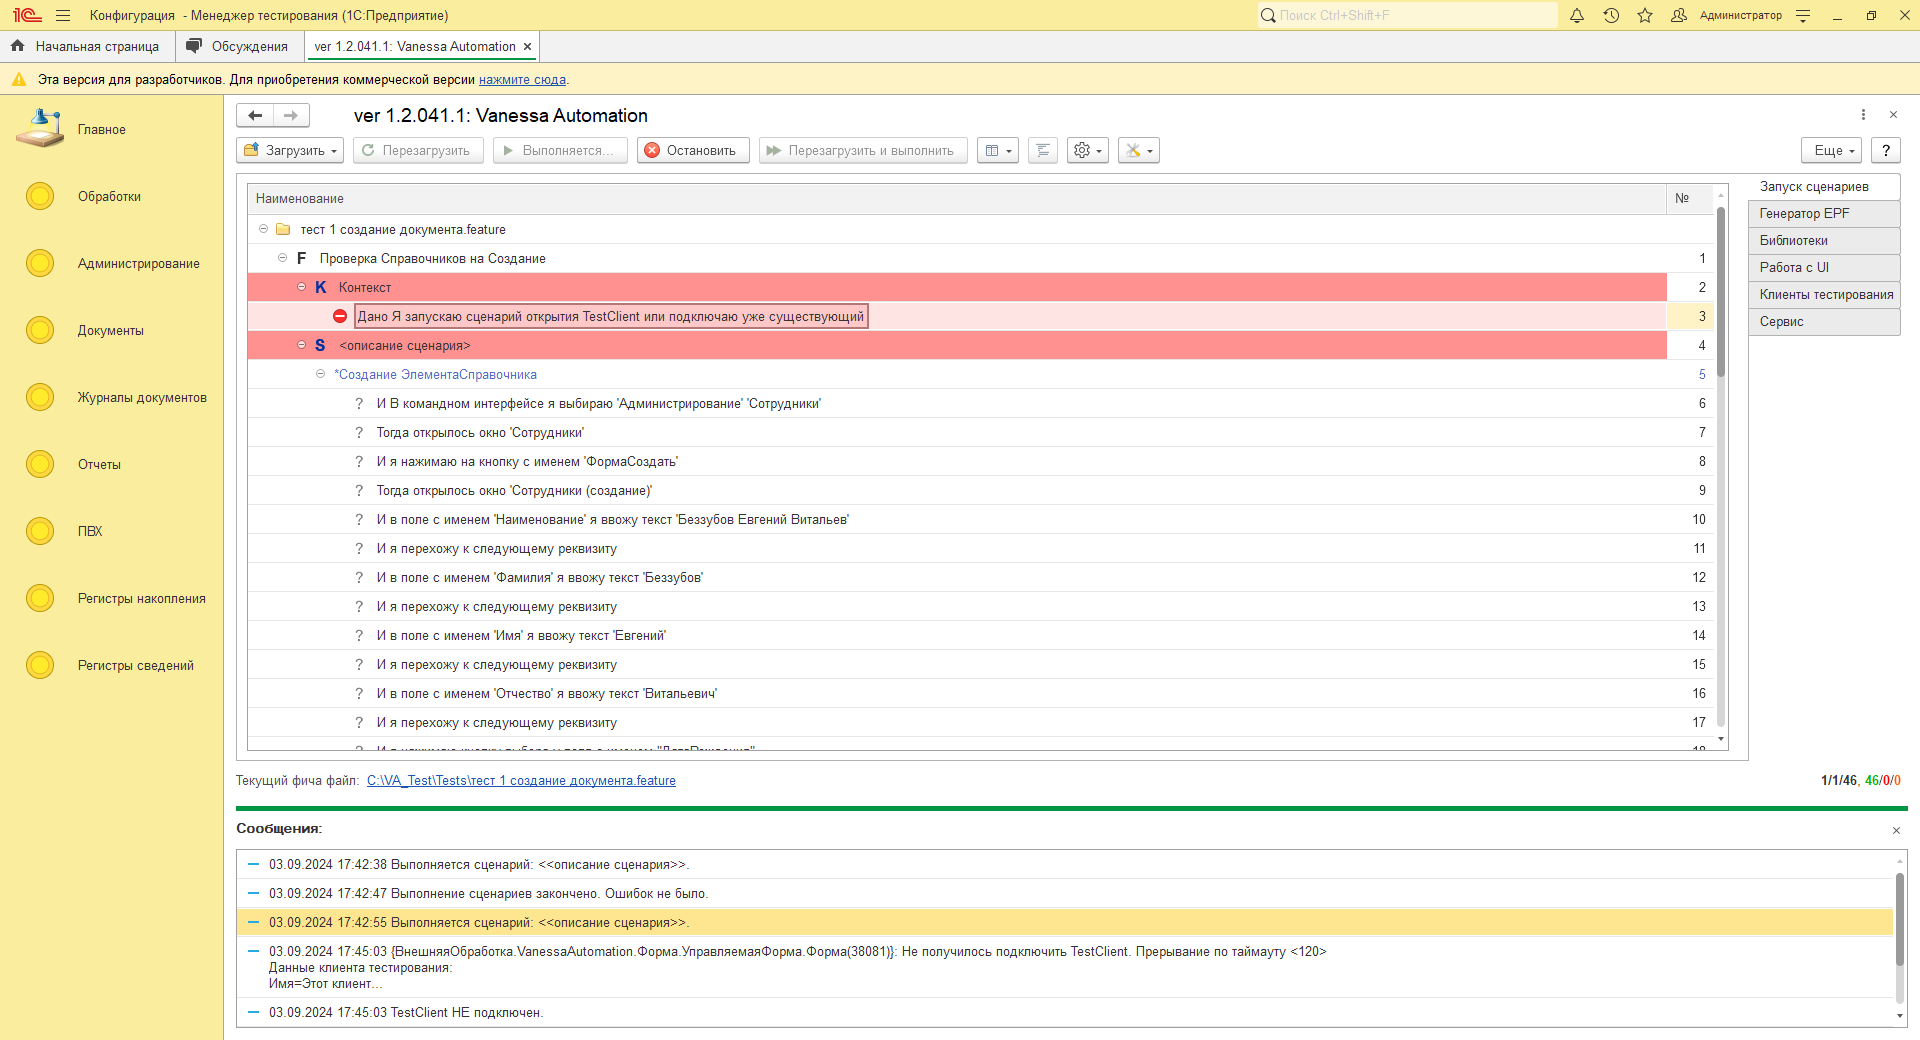 Конфигурация - Менеджер тестирования (1С:Предприятие)
Поиск Ctrl+Shift+F
Администратор
Начальная страница
Обсуждения
ver 1.2.041.1: Vanessa Automation
Эта версия для разработчиков. Для приобретения коммерческой версии нажмите сюда.
Главное
Обработки
Администрирование
Документы
Журналы документов
Отчеты
ПВХ
Регистры накопления
Регистры сведений
ver 1.2.041.1: Vanessa Automation
Загрузить
Перезагрузить
Выполняется...
Остановить
Перезагрузить и выполнить
Еще
?
Запуск сценариев
Генератор EPF
Библиотеки
Работа с UI
Клиенты тестирования
Сервис
Наименование №
тест 1 создание документа.feature
F Проверка Справочников на Создание 1
К Контекст 2
Дано Я запускаю сценарий открытия TestClient или подключаю уже существующий 3
S <описание сценария> 4
*Создание ЭлементаСправочника 5
? И В командном интерфейсе я выбираю 'Администрирование' 'Сотрудники' 6
? Тогда открылось окно 'Сотрудники' 7
? И я нажимаю на кнопку с именем 'ФормаСоздать' 8
? Тогда открылось окно 'Сотрудники (создание)' 9
? И в поле с именем 'Наименование' я ввожу текст 'Беззубов Евгений Витальев' 10
? И я перехожу к следующему реквизиту 11
? И в поле с именем 'Фамилия' я ввожу текст 'Беззубов' 12
? И я перехожу к следующему реквизиту 13
? И в поле с именем 'Имя' я ввожу текст 'Евгений' 14
? И я перехожу к следующему реквизиту 15
? И в поле с именем 'Отчество' я ввожу текст 'Витальевич' 16
? И я перехожу к следующему реквизиту 17
Текущий фича файл: C:\VA_Test\Tests\тест 1 создание документа.feature
1/1/46, 46/0/0
Сообщения:
03.09.2024 17:42:38 Выполняется сценарий: <<описание сценария>>.
03.09.2024 17:42:47 Выполнение сценариев закончено. Ошибок не было.
03.09.2024 17:42:55 Выполняется сценарий: <<описание сценария>>.
03.09.2024 17:45:03 {ВнешняяОбработка.VanessaAutomation.Форма.УправляемаяФорма.Форма(38081)}: Не получилось подключить TestClient. Прерывание по таймауту <120>
Данные клиента тестирования:
Имя=Этот клиент...
03.09.2024 17:45:03 TestClient НЕ подключен.